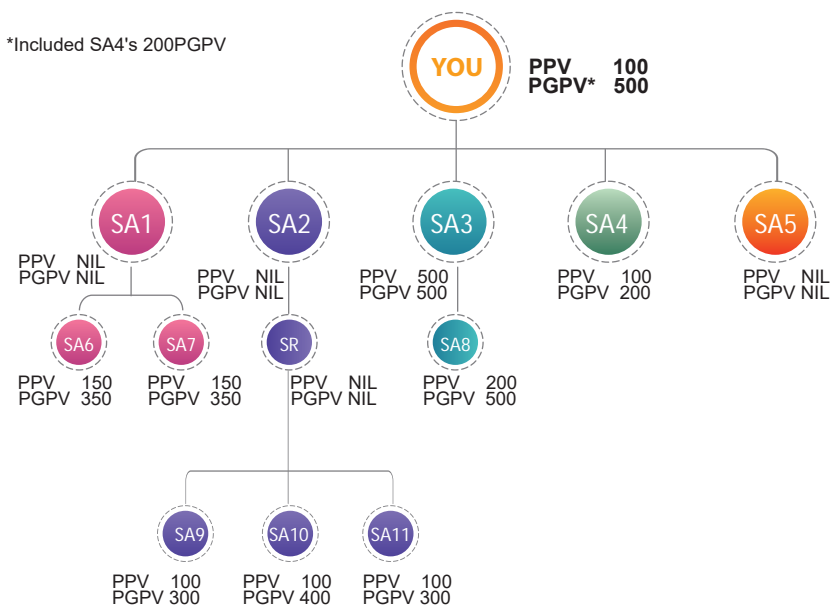 *Included SA4's 200PGPV
YOU
PPV 100
PGPV* 500
SA1
SA2
SA3
SA4
SA5
PPV NIL
PGPV NIL
PPV NIL
PGPV NIL
PPV 500
PGPV 500
PPV 100
PGPV 200
PPV NIL
PGPV NIL
SA6
SA7
SR
SA8
PPV 150
PGPV 350
PPV 150
PGPV 350
PPV NIL
PGPV NIL
PPV 200
PGPV 500
SA9
SA10
SA11
PPV 100
PGPV 300
PPV 100
PGPV 400
PPV 100
PGPV 300